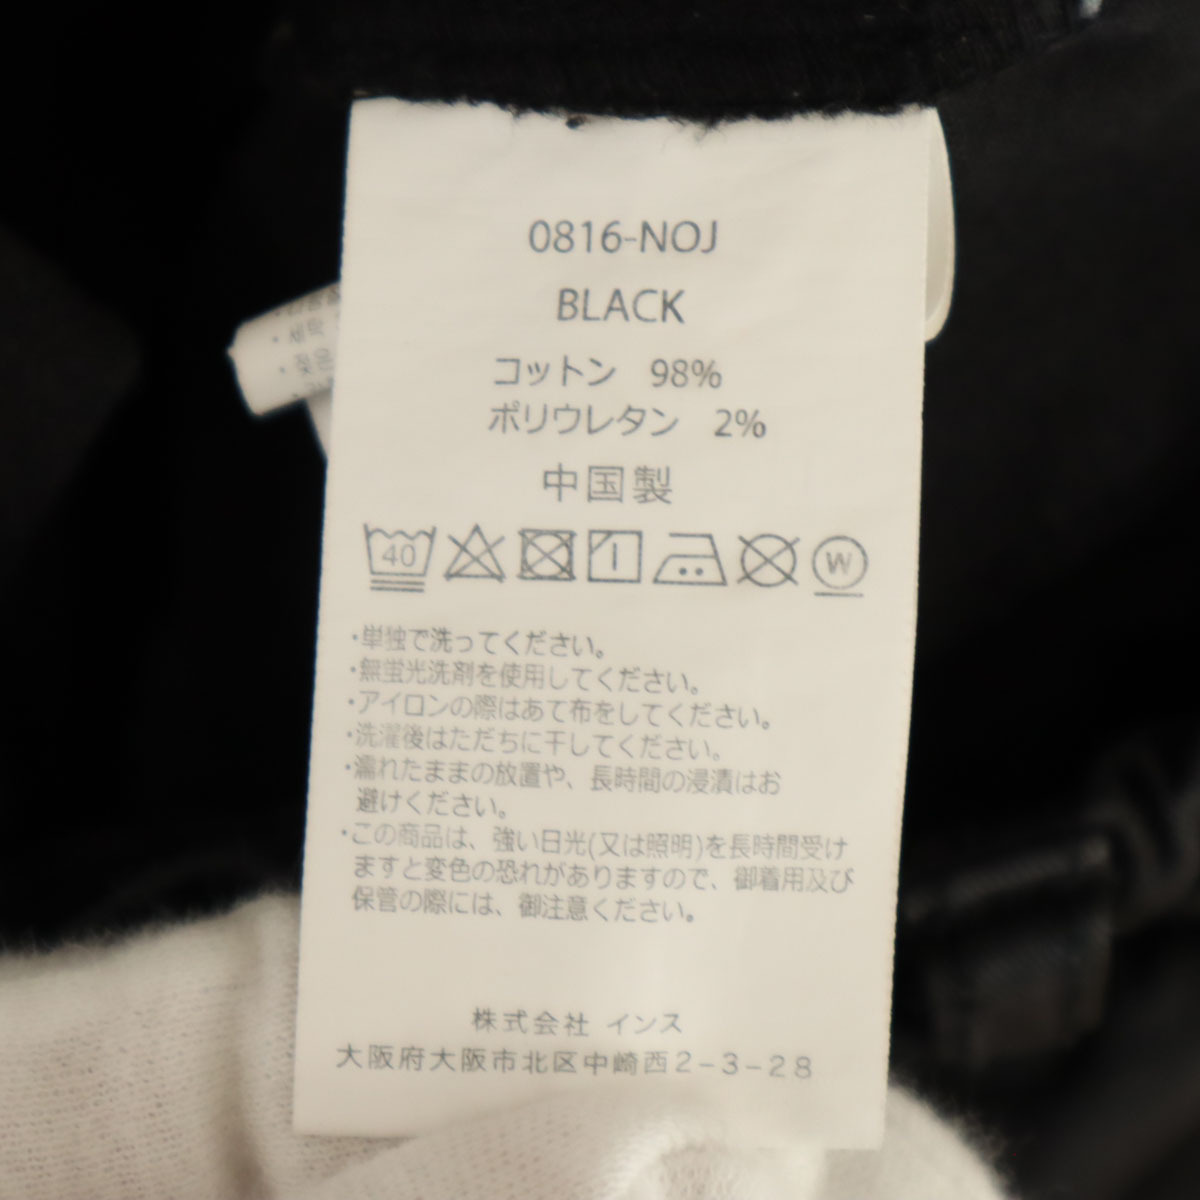 0816-NOJ
BLACK
コットン 98%
ポリウレタン 2%
中国製
40
W
・単独で洗ってください。
・無蛍光洗剤を使用してください。
・アイロンの際はあて布をしてください。
・洗濯後はただちに干してください。
・濡れたままの放置や、長時間の浸漬はお
避けください。
・この商品は、強い日光(又は照明)を長時間受け
ますと変色の恐れがありますので、御着用及び
保管の際には、御注意ください。
株式会社 インス
大阪府大阪市北区中崎西2-3-28
・세탁
・젖은